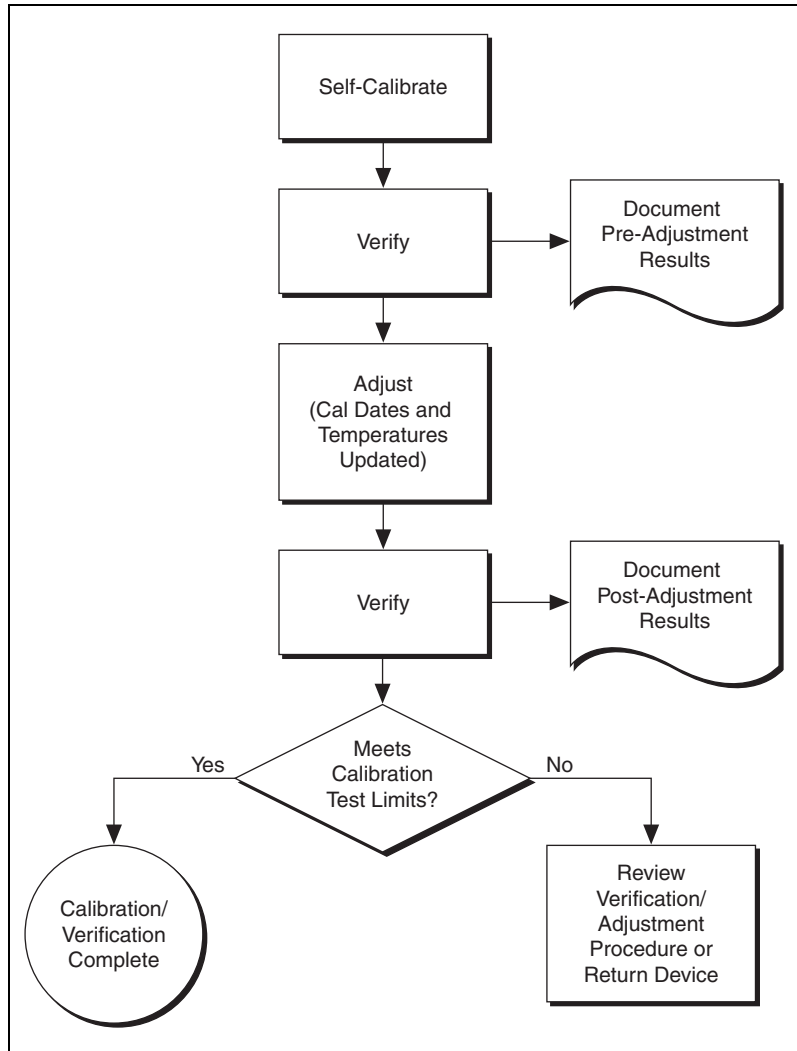 Self-Calibrate
Verify
Document
Pre-Adjustment
Results
Adjust
(Cal Dates and
Temperatures
Updated)
Verify
Document
Post-Adjustment
Results
Meets
Calibration
Test Limits?
Yes
No
Calibration/
Verification
Complete
Review
Verification/
Adjustment
Procedure or
Return Device